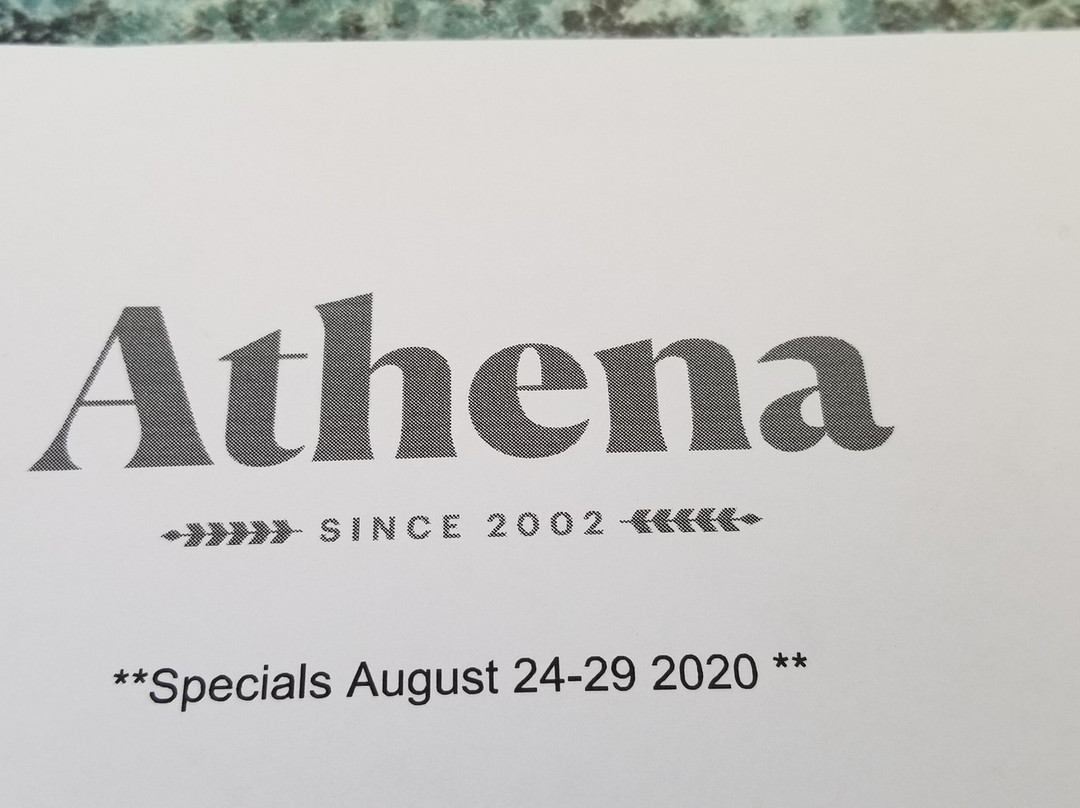 Athena
SINCE 2002
**Specials August 24-29 2020 **